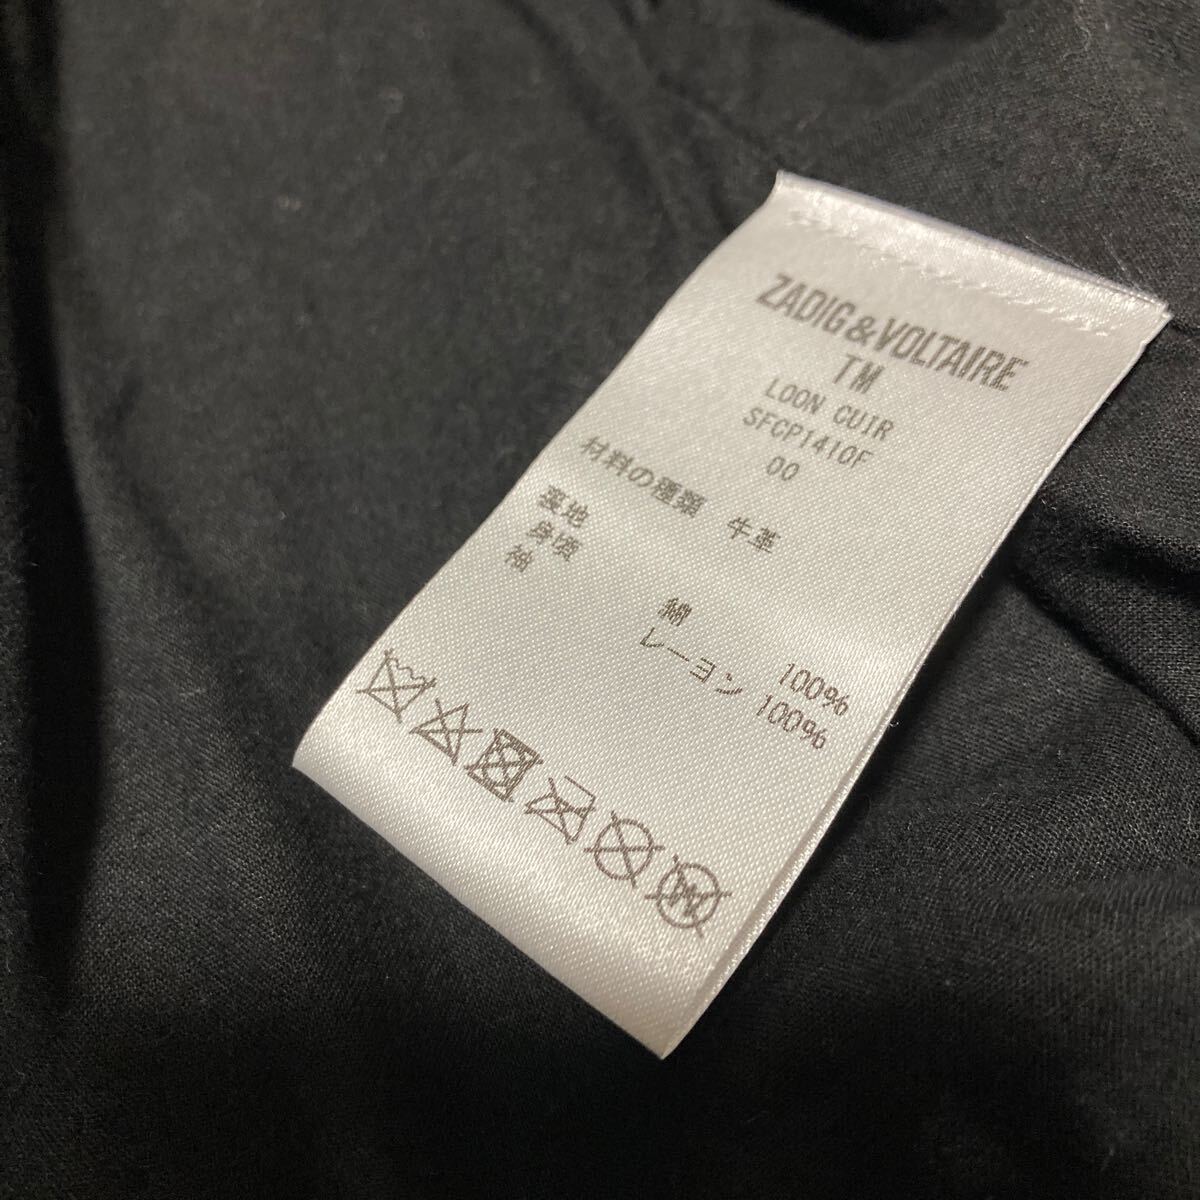 ZADIG&VOLTAIRE
TM
LOON CUIR
SFCP1410F
00
材料の種類 牛革
裏地
身頃 綿 100%
袖 レーヨン 100%